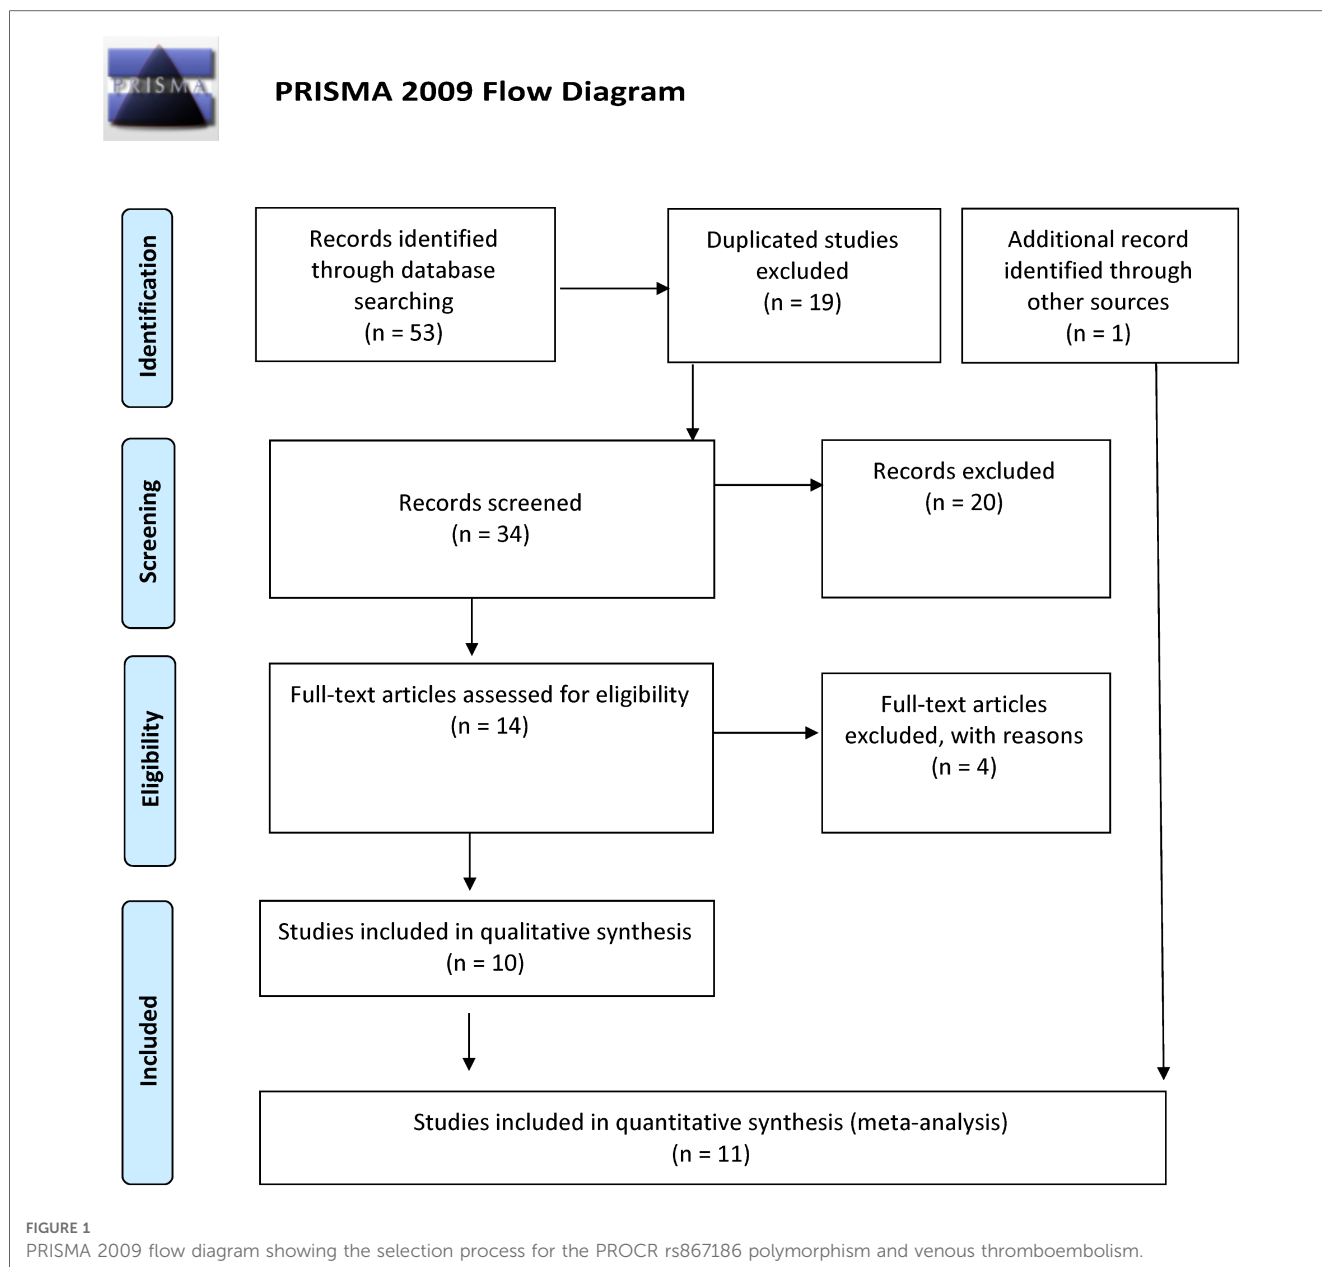 PRISMA
PRISMA 2009 Flow Diagram
Identification
Records identified
through database
searching
(n = 53)
Duplicated studies
excluded
(n = 19)
Additional record
identified through
other sources
(n = 1)
Screening
Records screened
(n = 34)
Records excluded
(n = 20)
Eligibility
Full-text articles assessed for eligibility
(n = 14)
Full-text articles
excluded, with reasons
(n = 4)
Included
Studies included in qualitative synthesis
(n = 10)
Studies included in quantitative synthesis (meta-analysis)
(n = 11)
FIGURE 1
PRISMA 2009 flow diagram showing the selection process for the PROCR rs867186 polymorphism and venous thromboembolism.